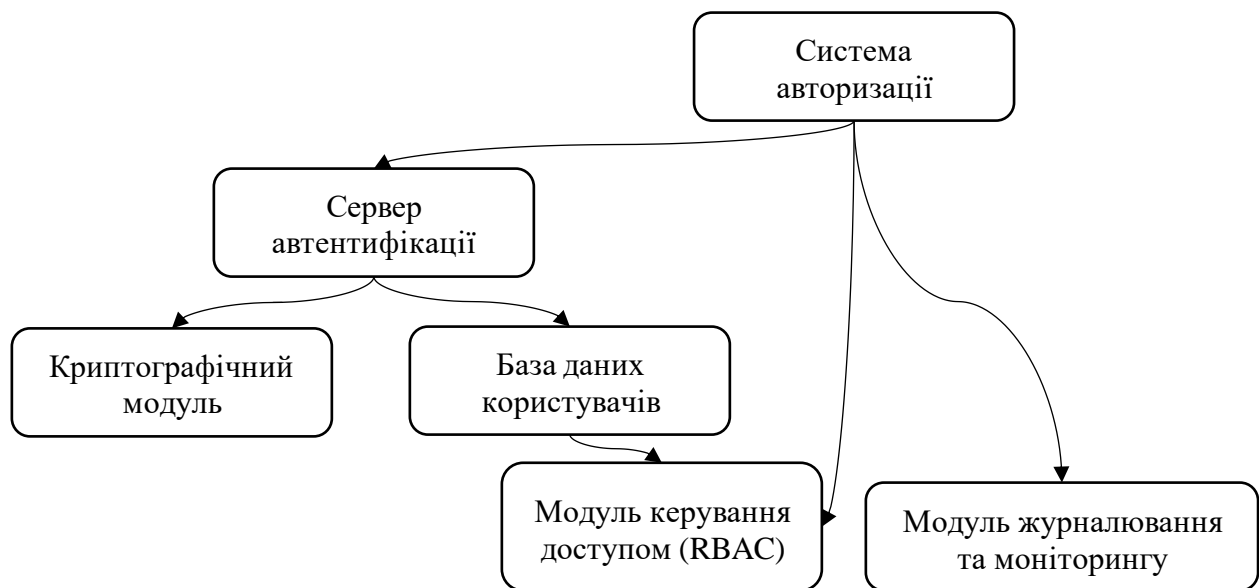 Система
авторизації
Сервер
автентифікації
Криптографічний
модуль
База даних
користувачів
Модуль керування
доступом (RBAC)
Модуль журналювання
та моніторингу